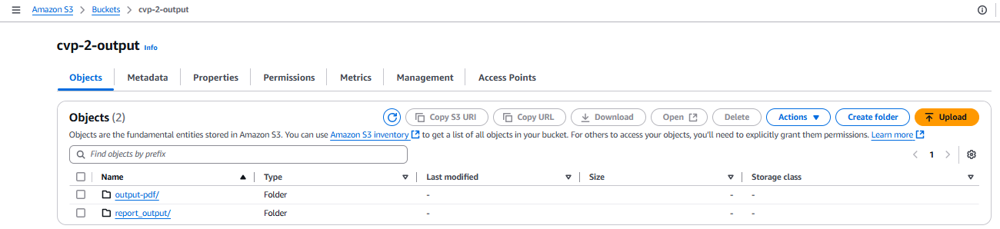 Amazon S3 > Buckets > cvp-2-output
cvp-2-output Info
Objects Metadata Properties Permissions Metrics Management Access Points
Objects (2) Copy S3 URI Copy URL Download Open Delete Actions Create folder Upload
Objects are the fundamental entities stored in Amazon S3. You can use Amazon S3 inventory to get a list of all objects in your bucket. For others to access your objects, you'll need to explicitly grant them permissions. Learn more
Find objects by prefix < 1 >
Name Type Last modified Size Storage class
output-pdf/ Folder - - -
report_output/ Folder - - -